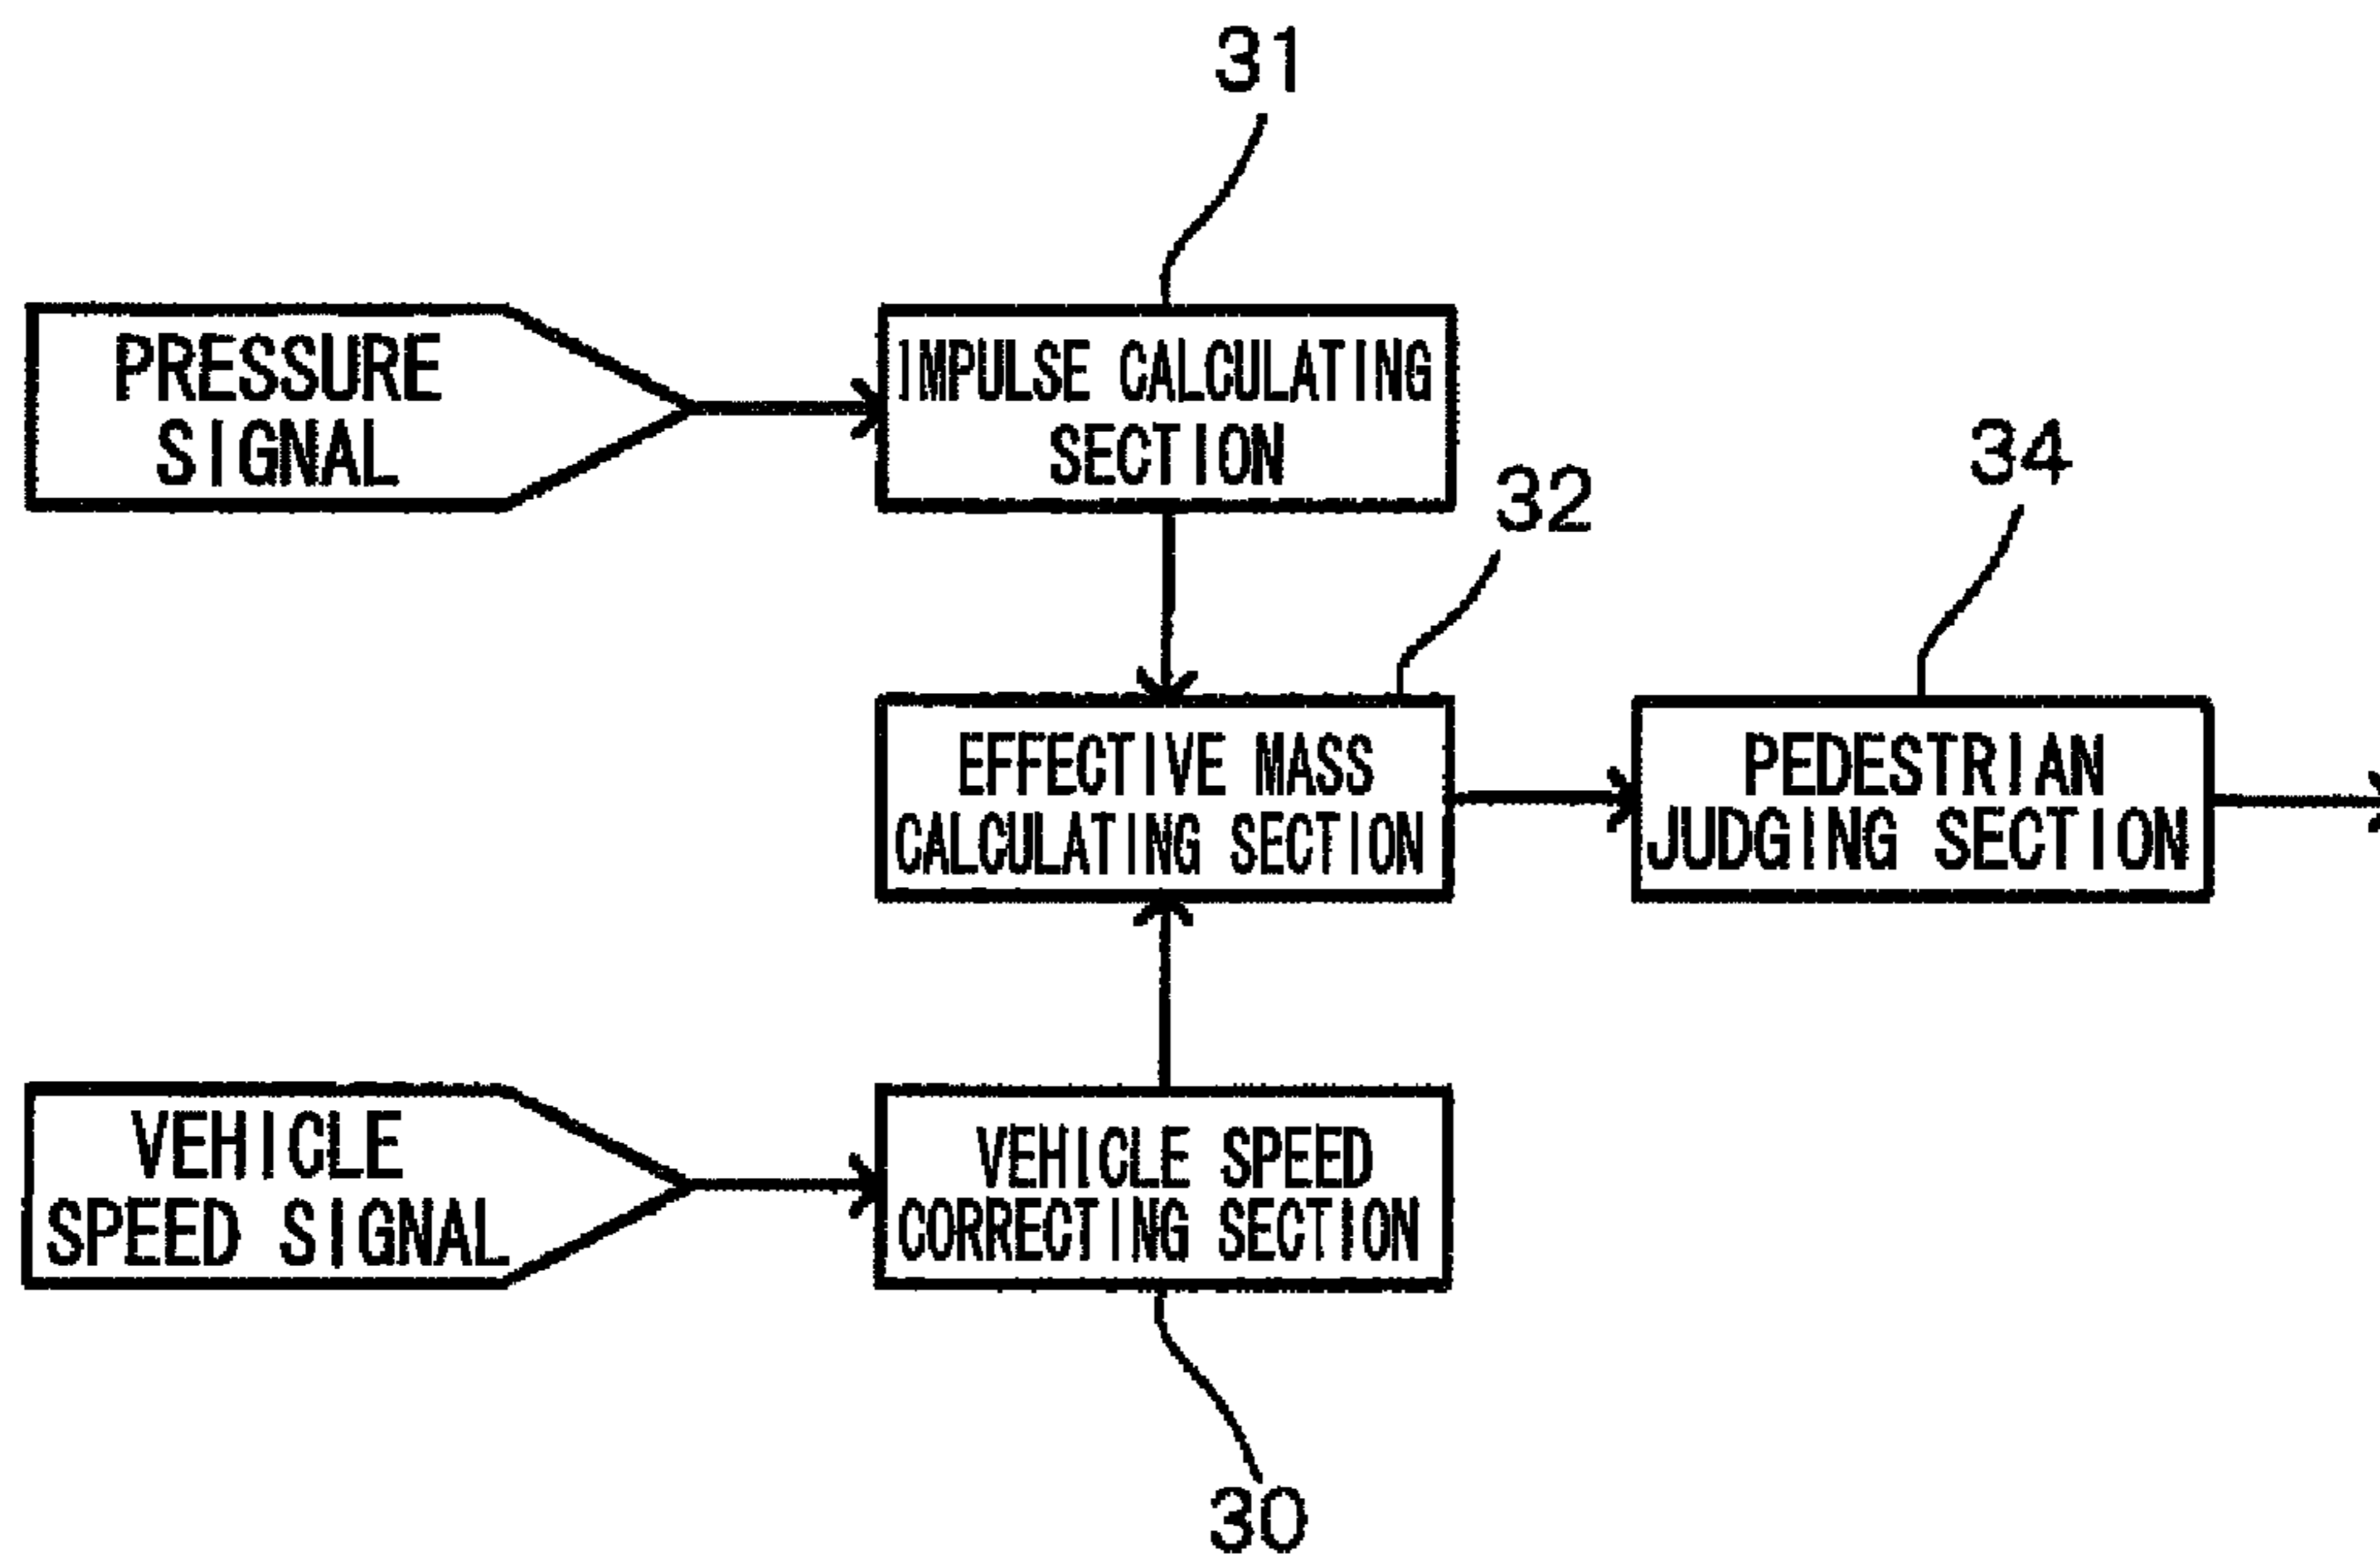 31
PRESSURE
SIGNAL
IMPULSE CALCULATING
SECTION
32
34
EFFECTIVE MASS
CALCULATING SECTION
PEDESTRIAN
JUDGING SECTION
VEHICLE
SPEED SIGNAL
VEHICLE SPEED
CORRECTING SECTION
30